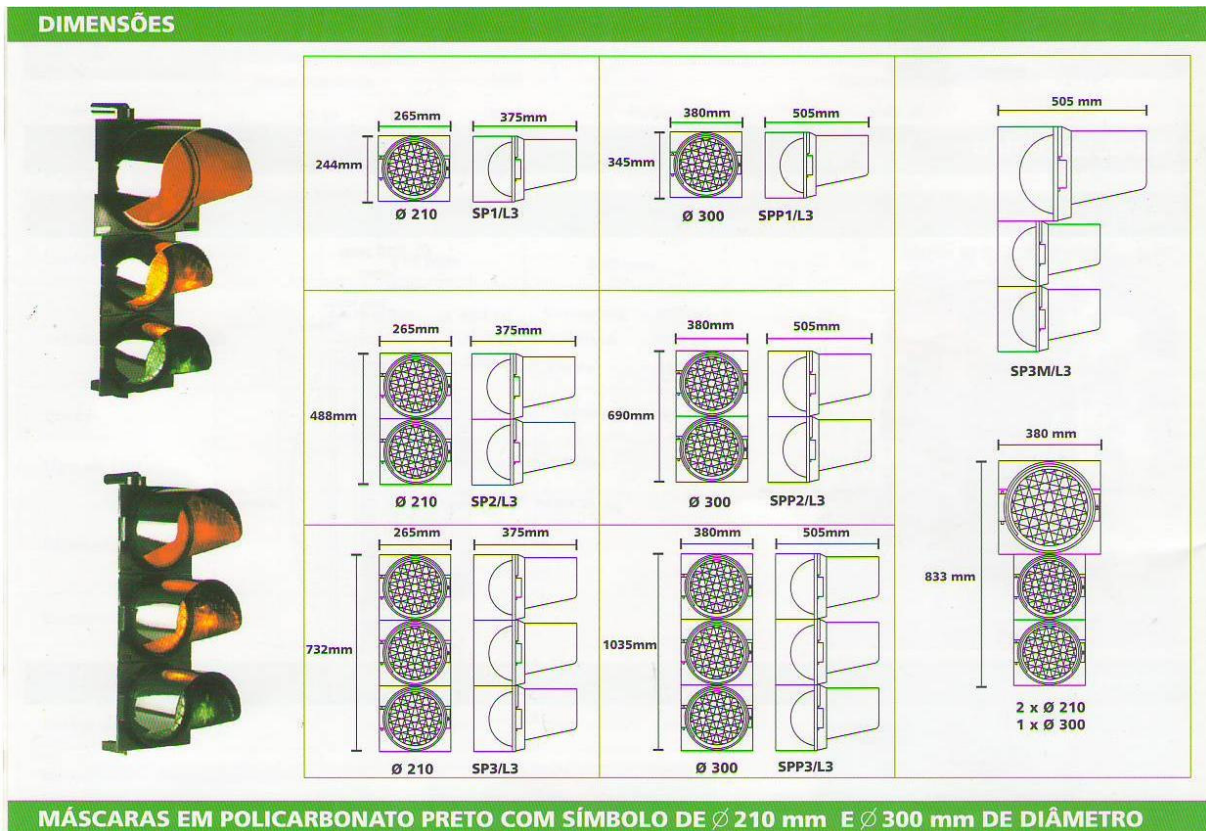 DIMENSÕES
265mm
375mm
244mm
Ø 210
SP1/L3
380mm
505mm
345mm
Ø 300
SPP1/L3
505 mm
SP3M/L3
265mm
375mm
488mm
Ø 210
SP2/L3
380mm
505mm
690mm
Ø 300
SPP2/L3
380 mm
833 mm
2 x Ø 210
1 x Ø 300
265mm
375mm
732mm
Ø 210
SP3/L3
380mm
505mm
1035mm
Ø 300
SPP3/L3
MÁSCARAS EM POLICARBONATO PRETO COM SÍMBOLO DE Ø 210 mm E Ø 300 mm DE DIÂMETRO